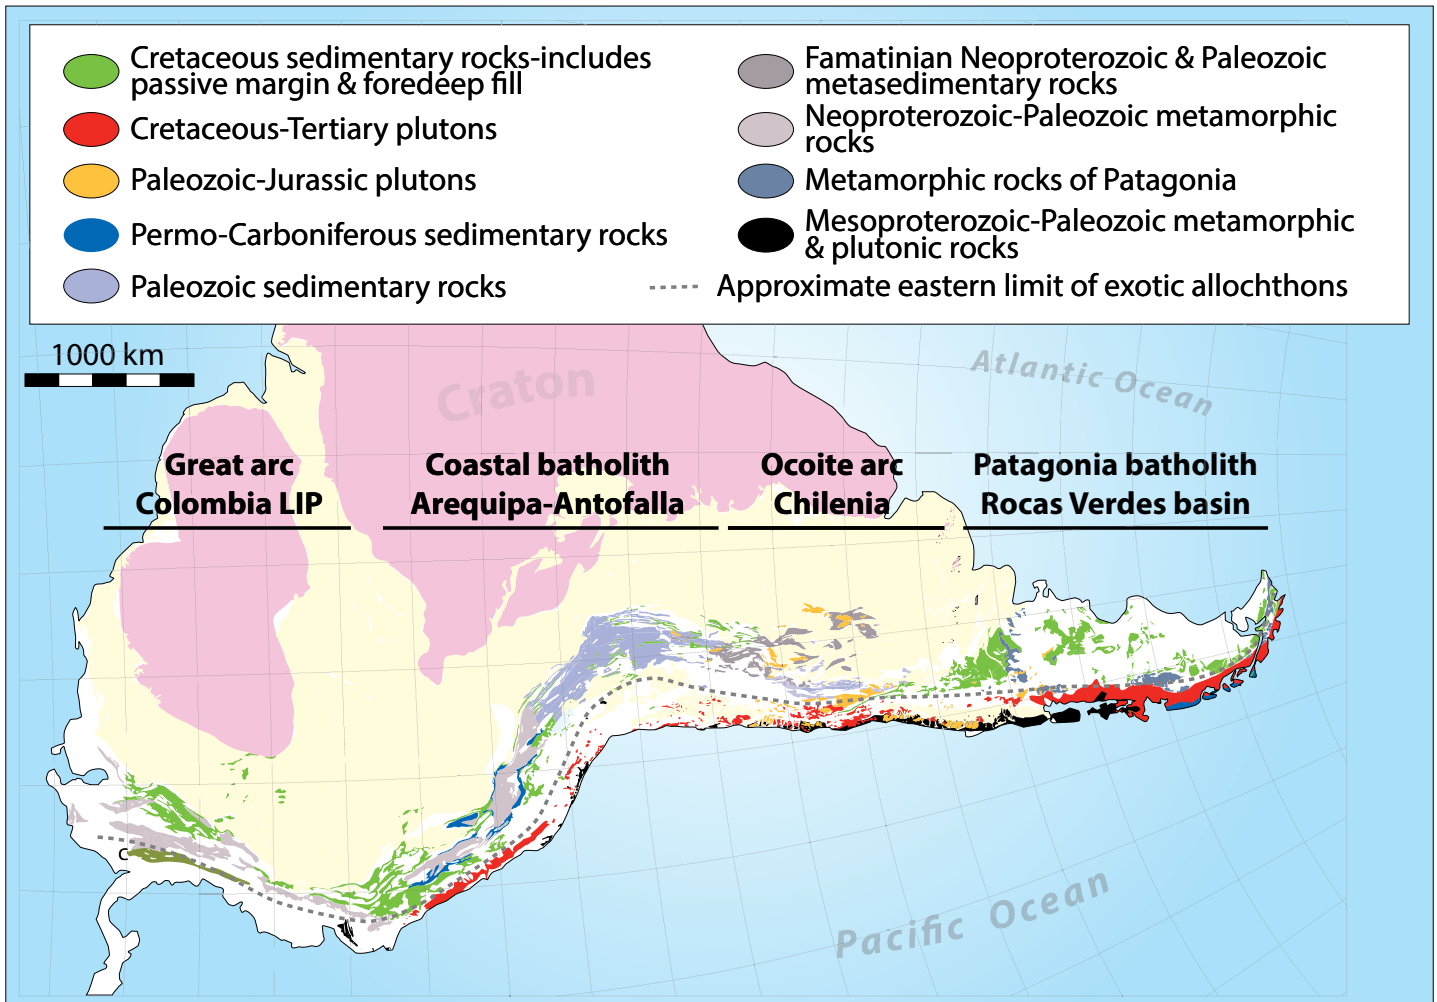 Cretaceous sedimentary rocks-includes
passive margin & foredeep fill
Cretaceous-Tertiary plutons
Paleozoic-Jurassic plutons
Permo-Carboniferous sedimentary rocks
Paleozoic sedimentary rocks
Famatinian Neoproterozoic & Paleozoic
metasedimentary rocks
Neoproterozoic-Paleozoic metamorphic
rocks
Metamorphic rocks of Patagonia
Mesoproterozoic-Paleozoic metamorphic
& plutonic rocks
Approximate eastern limit of exotic allochthons
1000 km
Craton
Atlantic Ocean
Great arc
Colombia LIP
Coastal batholith
Arequipa-Antofalla
Ocoite arc
Chilenia
Patagonia batholith
Rocas Verdes basin
C
Pacific Ocean